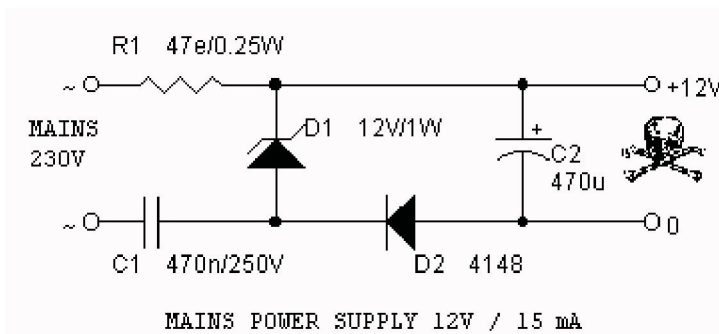 R1 47e/0.25W
~
+12V
MAINS
230V
D1 12V/1W
+
C2
470u
~
0
C1 470n/250V
D2 4148
MAINS POWER SUPPLY 12V / 15 mA